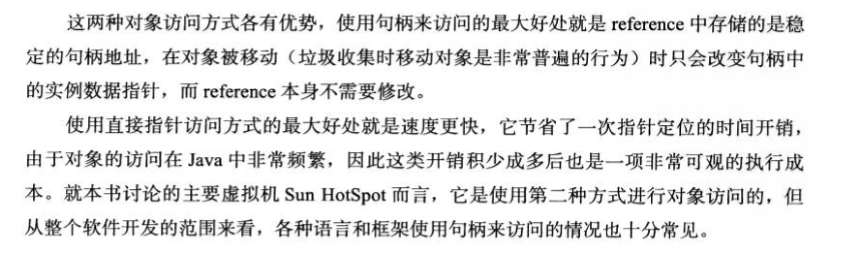 这两种对象访问方式各有优势，使用句柄来访问的最大好处就是 reference 中存储的是稳
定的句柄地址，在对象被移动（垃圾收集时移动对象是非常普遍的行为）时只会改变句柄中
的实例数据指针，而 reference 本身不需要修改。
使用直接指针访问方式的最大好处就是速度更快，它节省了一次指针定位的时间开销，
由于对象的访问在 Java 中非常频繁，因此这类开销积少成多后也是一项非常可观的执行成
本。就本书讨论的主要虚拟机 Sun HotSpot 而言，它是使用第二种方式进行对象访问的，但
从整个软件开发的范围来看，各种语言和框架使用句柄来访问的情况也十分常见。